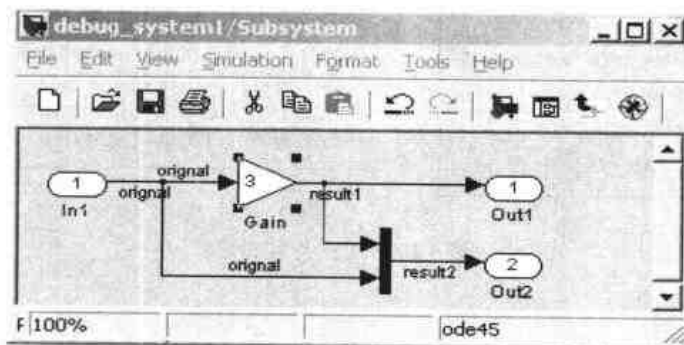 debug_system1/Subsystem
File Edit View Simulation Format Tools Help
orignal
1
orignal
3
result1
1
In1
Gain
Out1
orignal
result2
2
Out2
F 100%
ode45